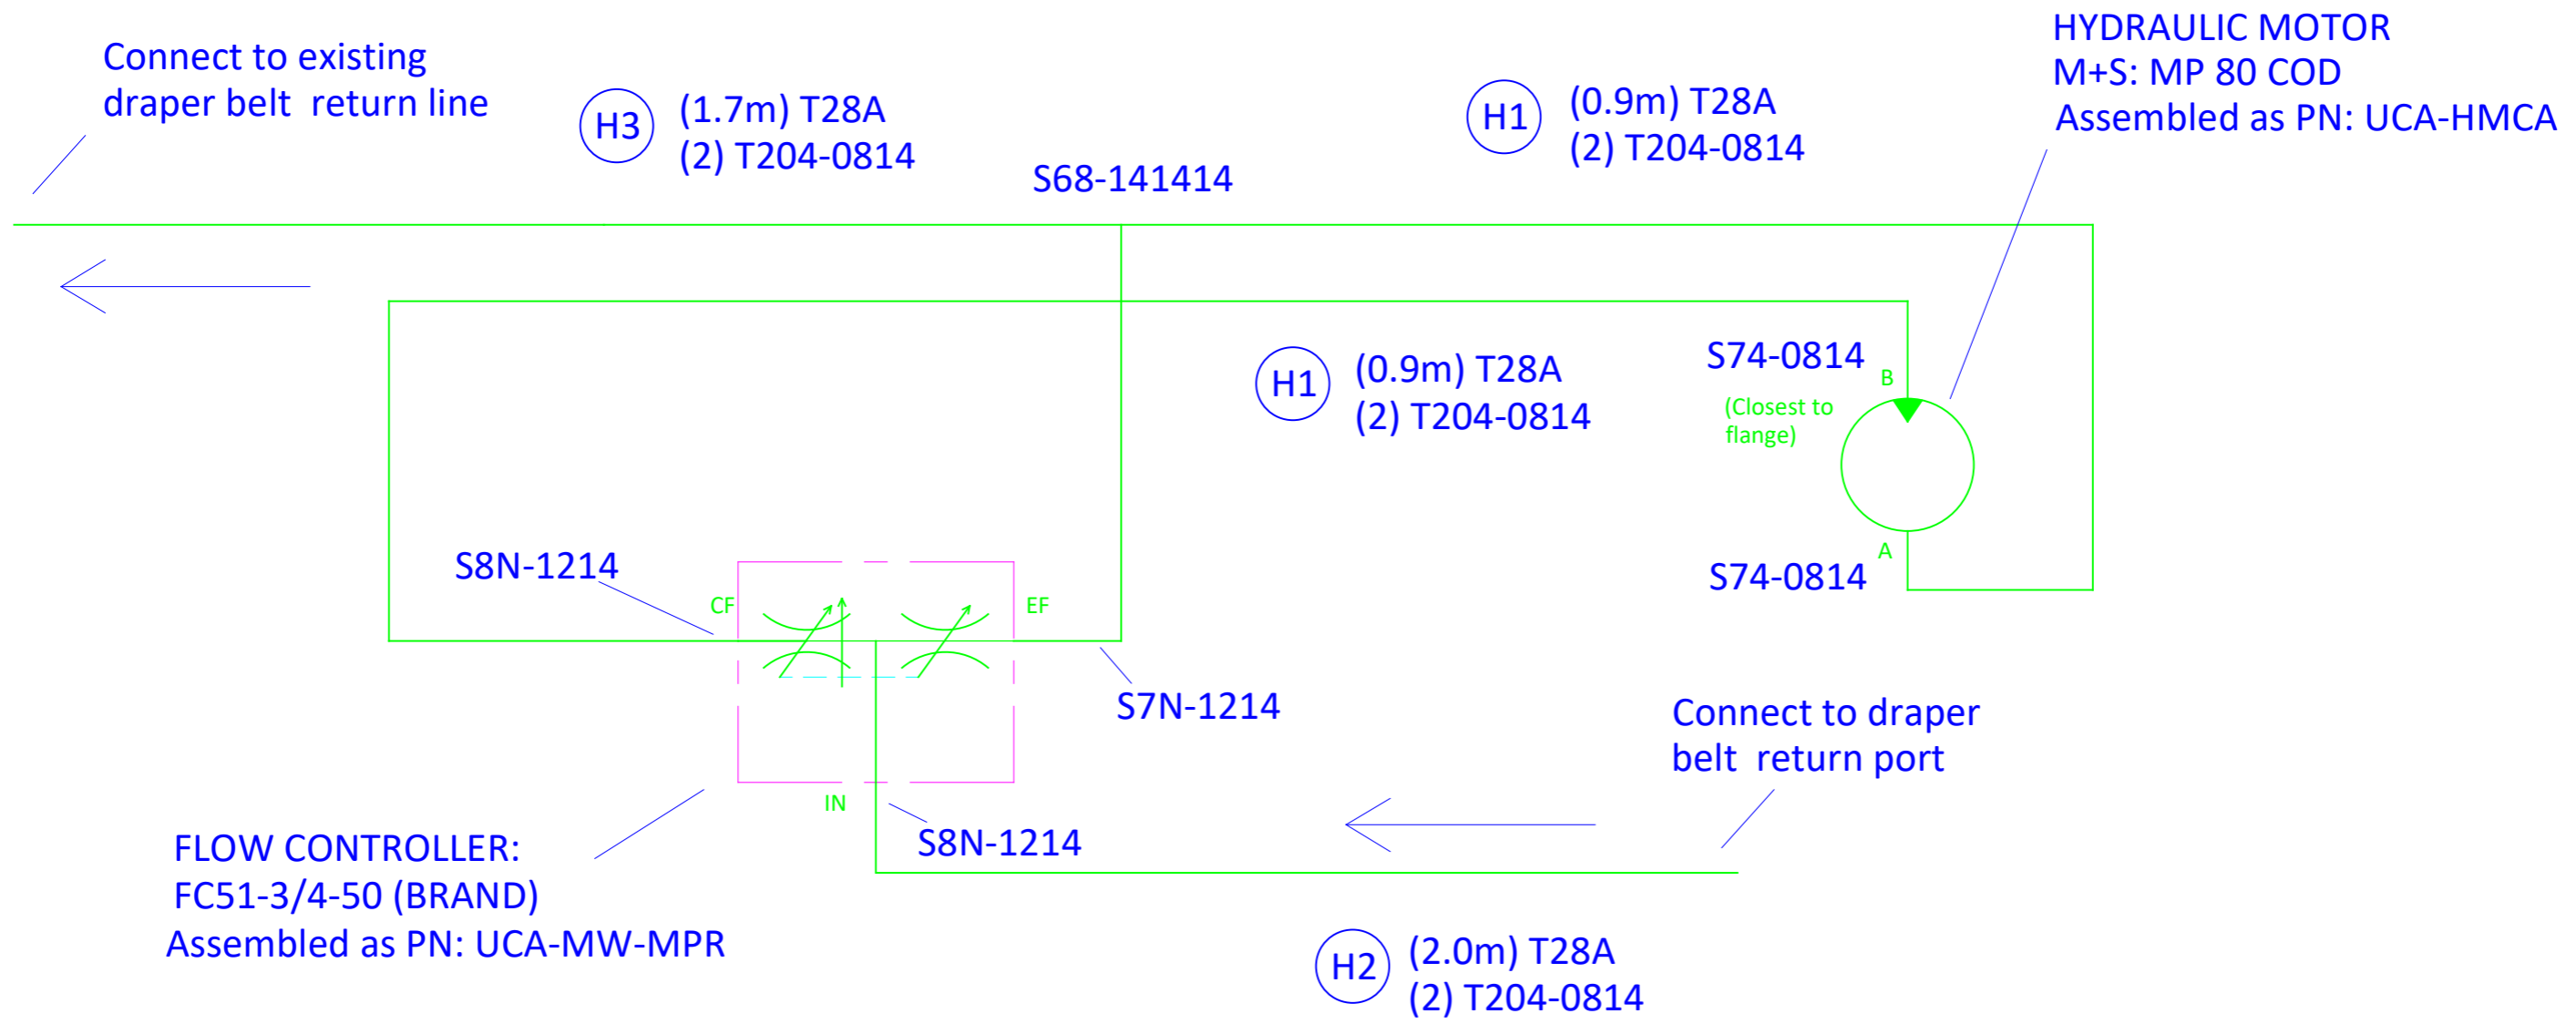 HYDRAULIC MOTOR
M+S: MP 80 COD
Assembled as PN: UCA-HMCA
Connect to existing
draper belt  return line
H3
(1.7m) T28A
(2) T204-0814
H1
(0.9m) T28A
(2) T204-0814
S68-141414
H1
(0.9m) T28A
(2) T204-0814
S74-0814
B
(Closest to
flange)
A
S74-0814
S8N-1214
CF
EF
S7N-1214
Connect to draper
belt  return port
IN
S8N-1214
FLOW CONTROLLER:
FC51-3/4-50 (BRAND)
Assembled as PN: UCA-MW-MPR
H2
(2.0m) T28A
(2) T204-0814